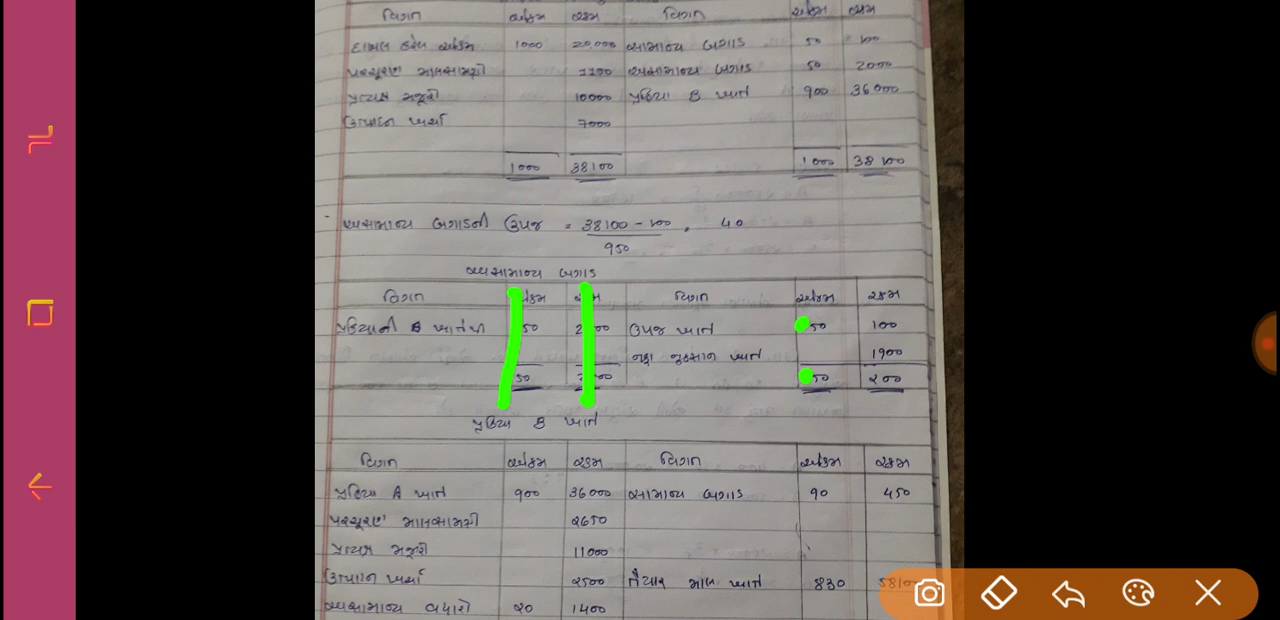 વિગત એકમ રકમ વિગત એકમ રકમ
દાખલ કરેલ એકમ 1000 20,000 સામાન્ય બગાડ 50 100
પરચૂરણ માલસામગ્રી 1100 અસામાન્ય બગાડ 50 2000
પ્રત્યક્ષ મજૂરી 10000 પ્રક્રિયા B ખાતે 900 36000
ઉત્પાદન ખર્ચા 7000
1000 38100 1000 38100
અસામાન્ય બગાડની ઉપજ = 38100 - 100 = 40
950
અસામાન્ય બગાડ
વિગત વિગત એકમ રકમ
પ્રક્રિયાની B ખાતેથી 50 ઉપજ ખાતે 50 100
નફા નુકસાન ખાતે 1900
50 50 200
પ્રક્રિયા B ખાતે
વિગત એકમ રકમ વિગત એકમ રકમ
પ્રક્રિયા A ખાતે 900 36000 સામાન્ય બગાડ 90 450
પરચૂરણ માલસામગ્રી 2650
પ્રત્યક્ષ મજૂરી 11000
ઉત્પાદન ખર્ચા 2500 તૈયાર માલ ખાતે 830
અસામાન્ય વધારો 20 1400